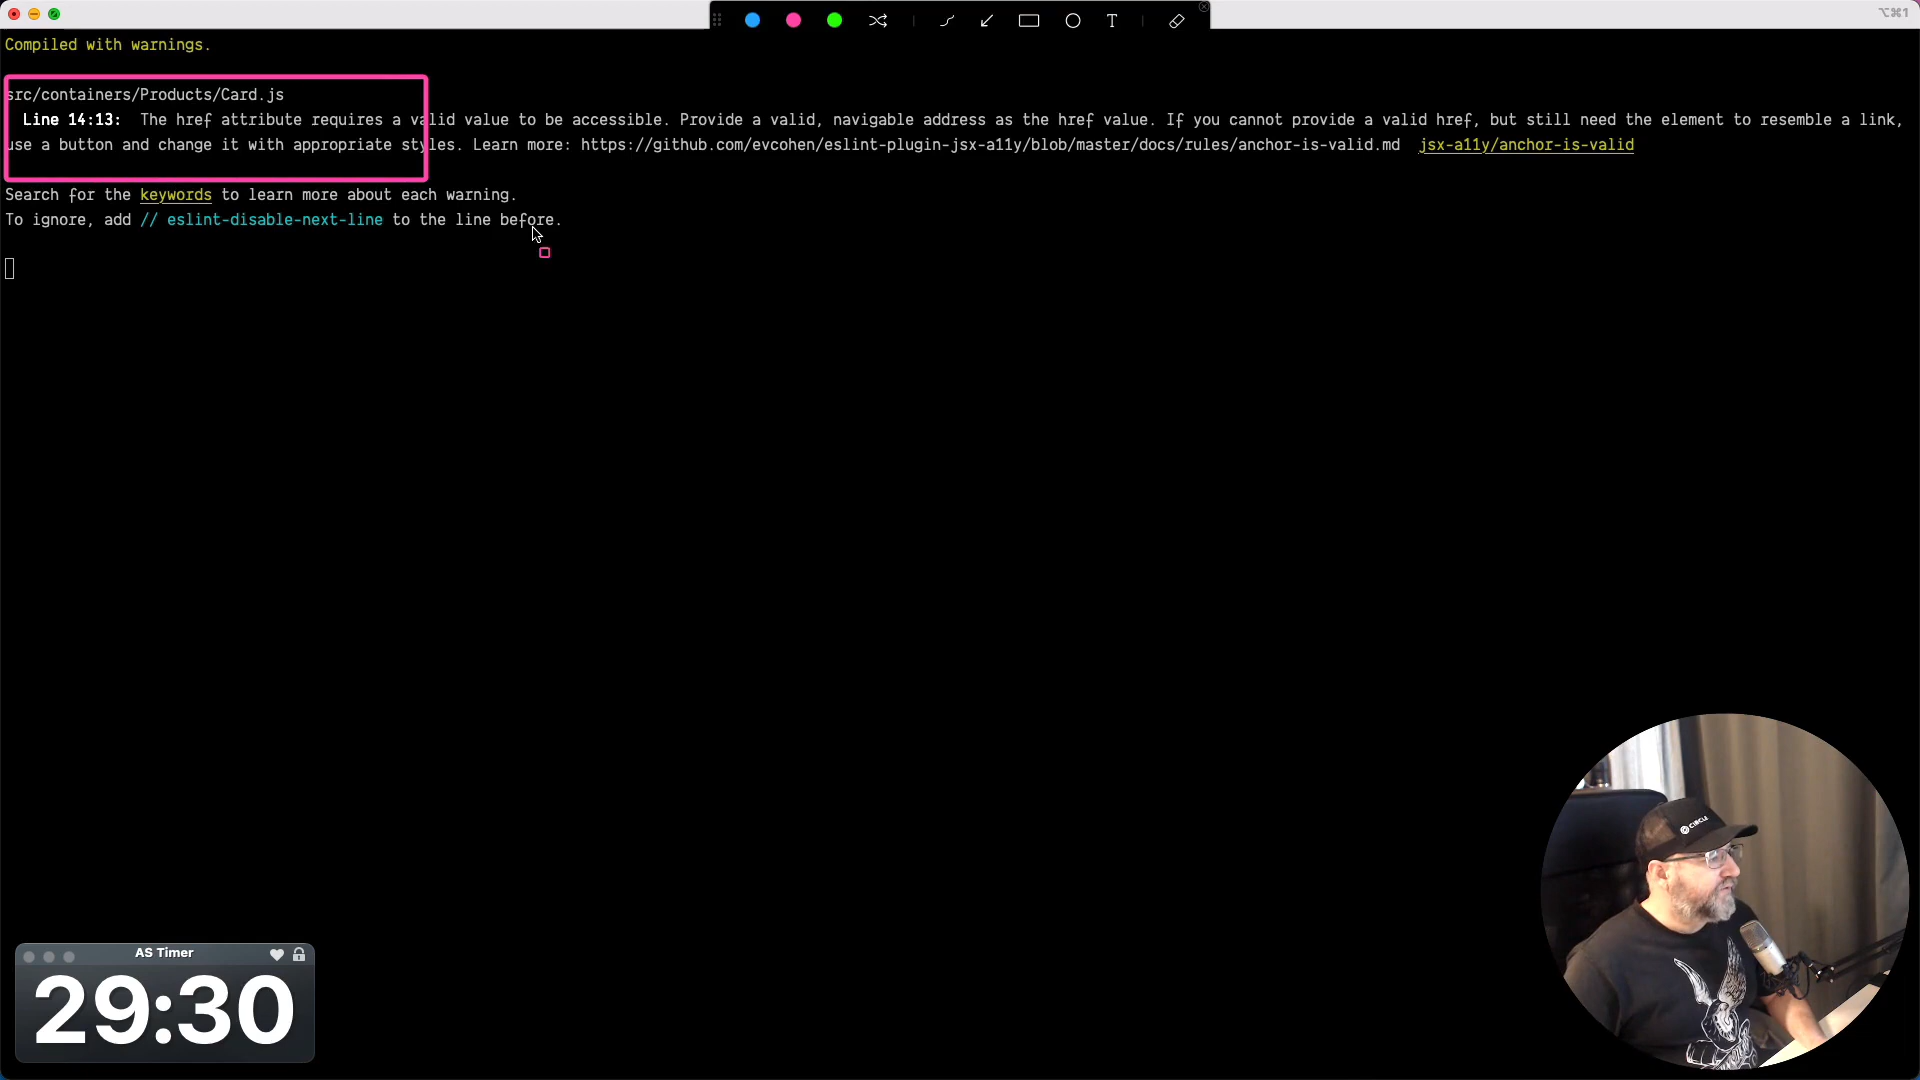 ⌥⌘1
T
Compiled with warnings.
src/containers/Products/Card.js
Line 14:13:  The href attribute requires a valid value to be accessible. Provide a valid, navigable address as the href value. If you cannot provide a valid href, but still need the element to resemble a link,
use a button and change it with appropriate styles. Learn more: https://github.com/evcohen/eslint-plugin-jsx-a11y/blob/master/docs/rules/anchor-is-valid.md  jsx-a11y/anchor-is-valid
Search for the keywords to learn more about each warning.
To ignore, add // eslint-disable-next-line to the line before.
CIRCLE
AS Timer
29:30